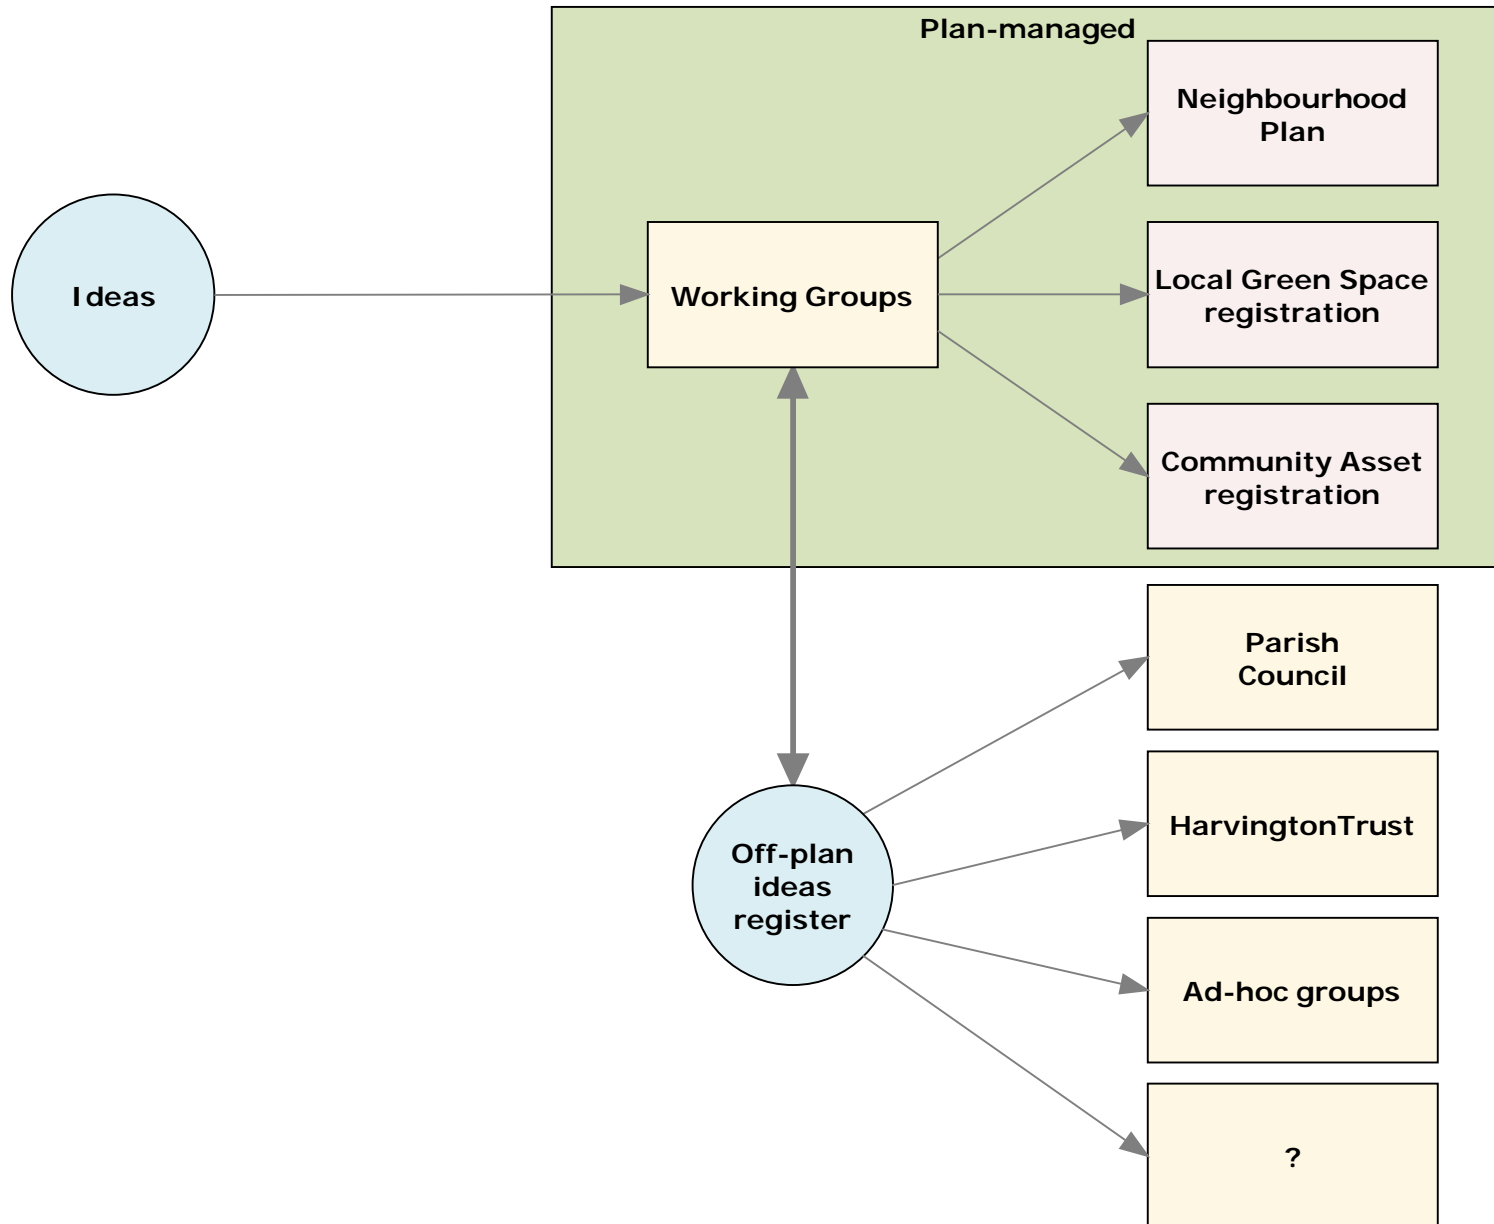 Plan-managed
Neighbourhood
Plan
Ideas
Working Groups
Local Green Space
registration
Community Asset
registration
Parish
Council
HarvingtonTrust
Off-plan
ideas
register
Ad-hoc groups
?